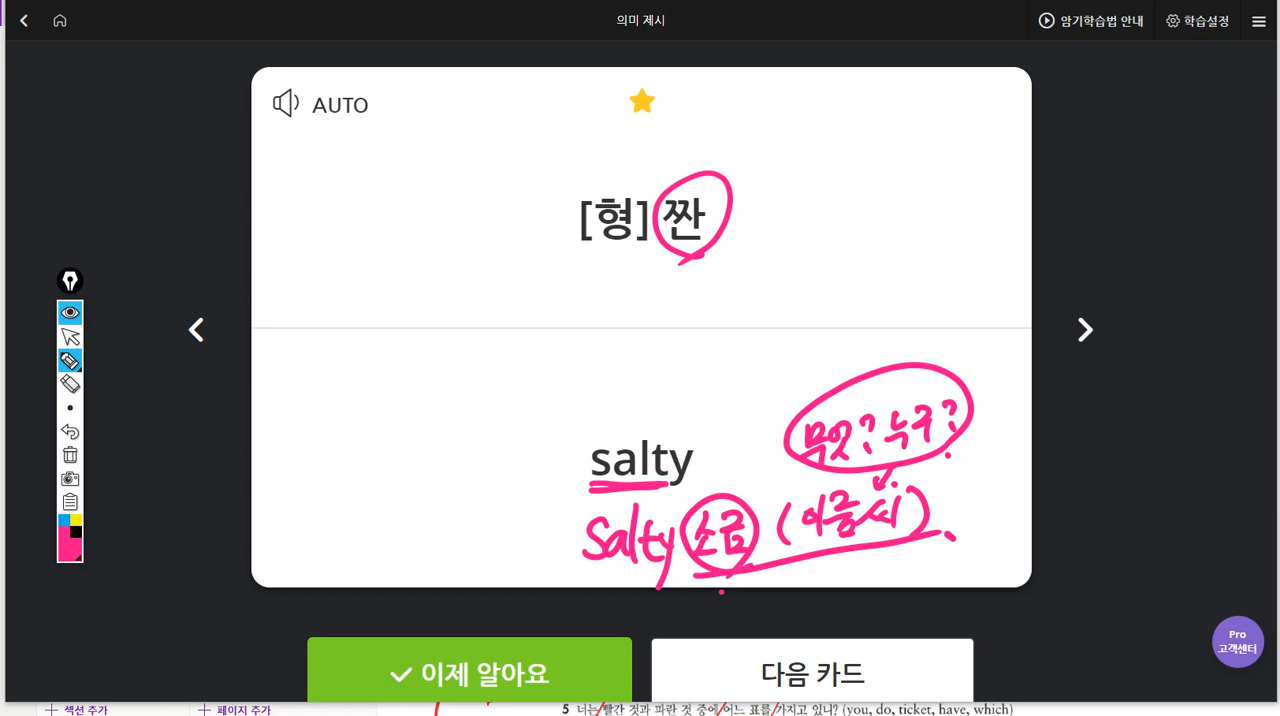 의미 제시
암기학습법 안내
학습설정
AUTO
[형] 짠
salty
무엇? 누구?
Salty 소금 (이름씨)
Pro
고객센터
이제 알아요
다음 카드
섹션 추가
페이지 추가
5 너는 빨간 것과 파란 것 중에 어느 표를 가지고 있니? (you, do, ticket, have, which)